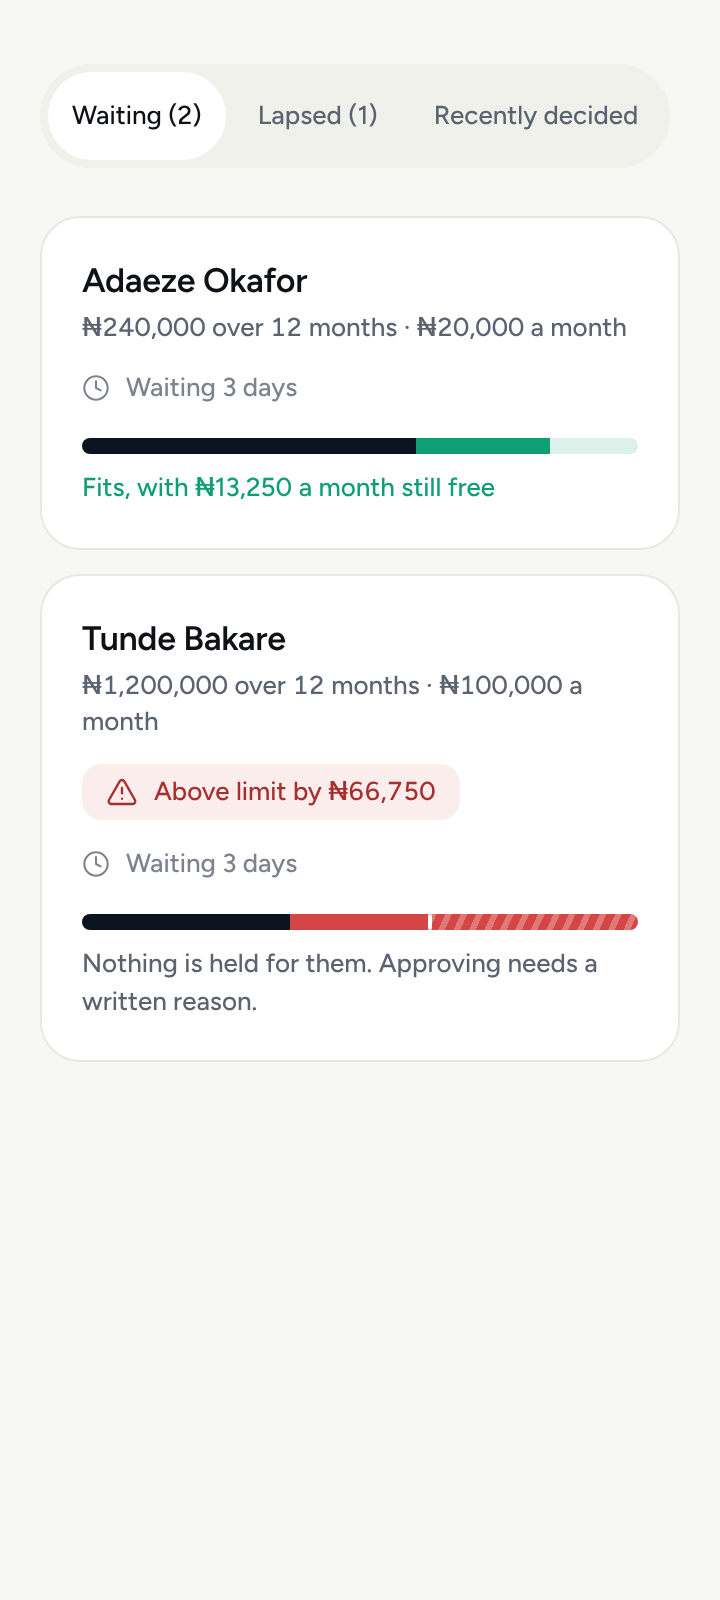 Waiting (2)
Lapsed (1)
Recently decided
Adaeze Okafor
₦240,000 over 12 months · ₦20,000 a month
Waiting 3 days
Fits, with ₦13,250 a month still free
Tunde Bakare
₦1,200,000 over 12 months · ₦100,000 a
month
Above limit by ₦66,750
Waiting 3 days
Nothing is held for them. Approving needs a
written reason.